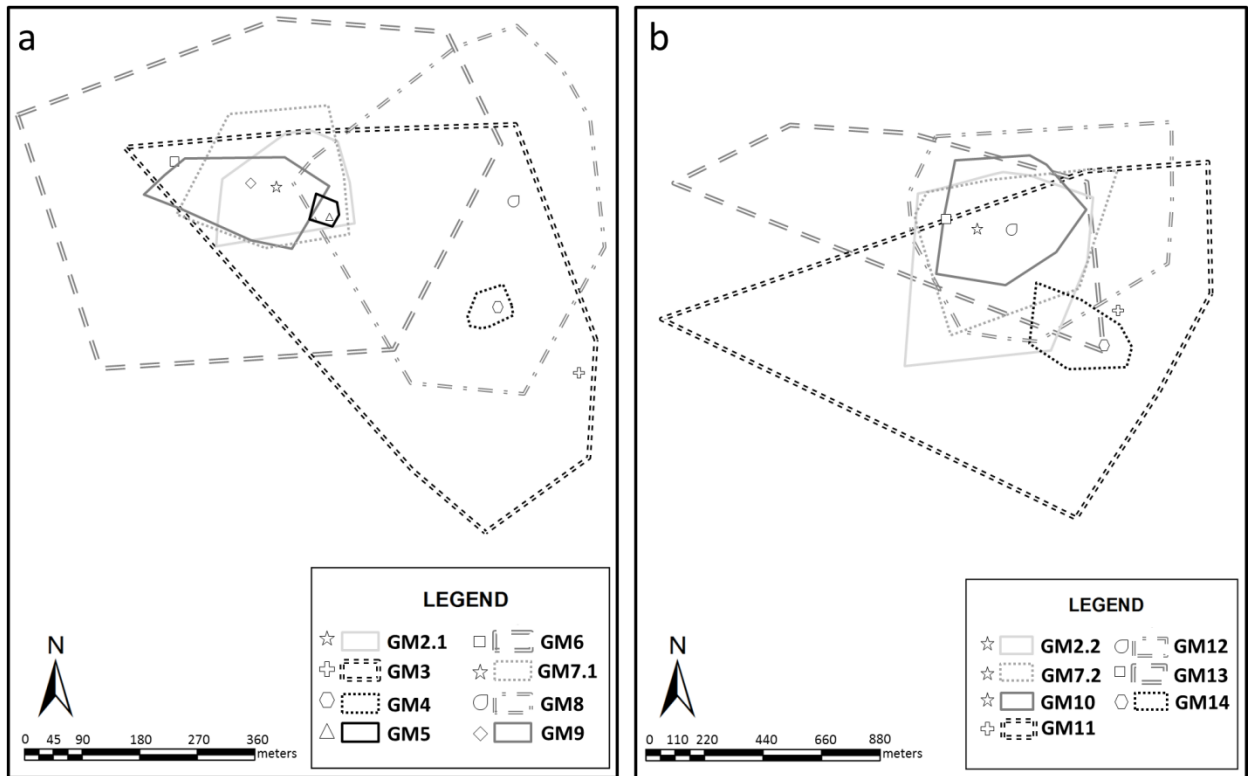 a
LEGEND
GM2.1 GM6
GM3 GM7.1
GM4 GM8
GM5 GM9
N
0 45 90 180 270 360
meters
b
LEGEND
GM2.2 GM12
GM7.2 GM13
GM10 GM14
GM11
N
0 110 220 440 660 880
meters